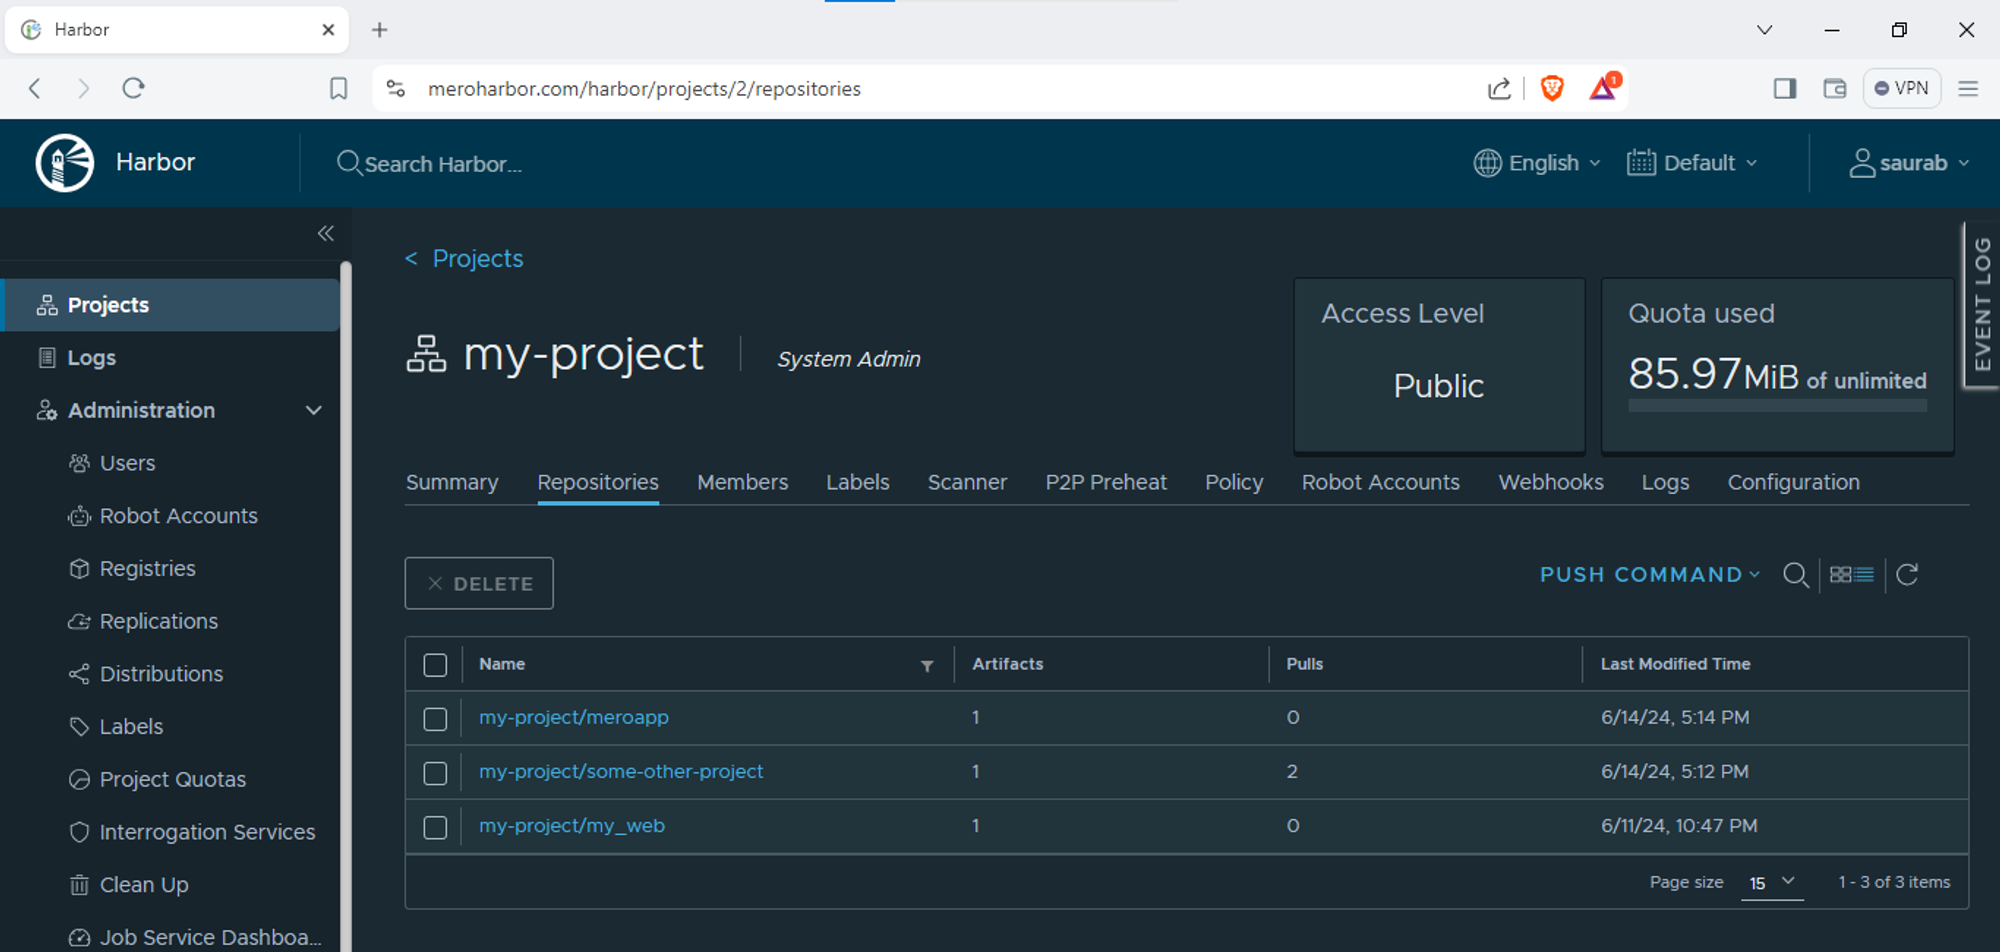 Harbor
meroharbor.com/harbor/projects/2/repositories
1
VPN
Harbor
Search Harbor...
English
Default
saurab
Projects
Logs
Administration
Users
Robot Accounts
Registries
Replications
Distributions
Labels
Project Quotas
Interrogation Services
Clean Up
Job Service Dashboa...
< Projects
my-project
System Admin
Access Level
Public
Quota used
85.97MiB of unlimited
EVENT LOG
Summary Repositories Members Labels Scanner P2P Preheat Policy Robot Accounts Webhooks Logs Configuration
DELETE
PUSH COMMAND
Name Artifacts Pulls Last Modified Time
my-project/meroapp 1 0 6/14/24, 5:14 PM
my-project/some-other-project 1 2 6/14/24, 5:12 PM
my-project/my_web 1 0 6/11/24, 10:47 PM
Page size 15 1 - 3 of 3 items